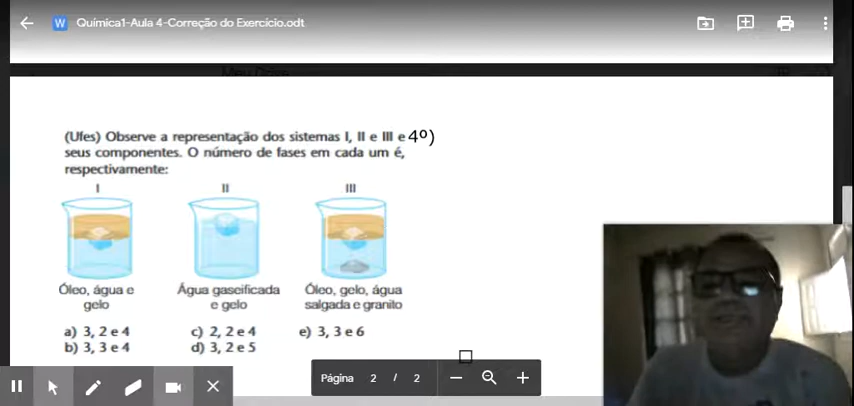 Química1-Aula 4-Correção do Exercício.odt
(Ufes) Observe a representação dos sistemas I, II e III e 4º)
seus componentes. O número de fases em cada um é,
respectivamente:
I II III
Óleo, água e Água gaseificada Óleo, gelo, água
gelo e gelo salgada e granito
a) 3, 2 e 4 c) 2, 2 e 4 e) 3, 3 e 6
b) 3, 3 e 4 d) 3, 2 e 5
Página 2 / 2